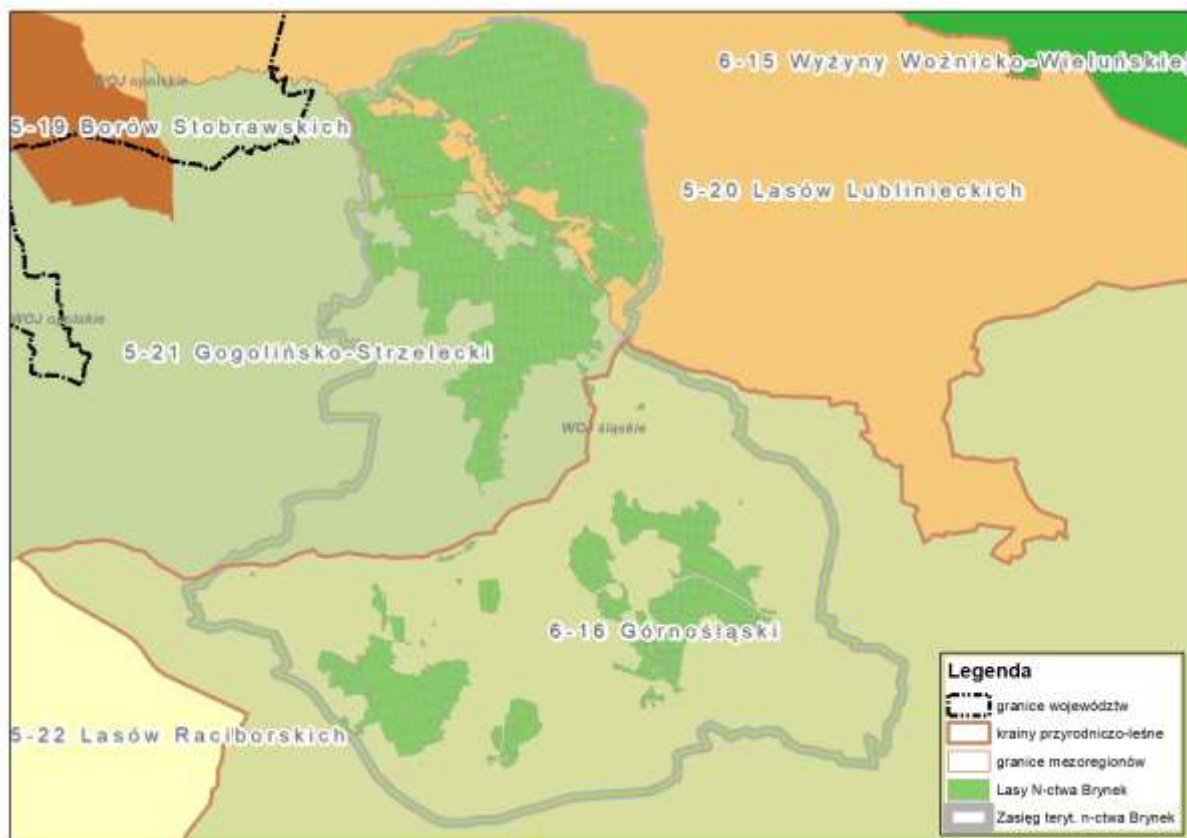 6-15 Wyżyny Woźnicko-Wieluńskiej
WOJ opolskie
5-19 Borów Stobrawskich
5-20 Lasów Lublinieckich
WOJ opolskie
5-21 Gogolińsko-Strzelecki
WOJ śląskie
6-16 Górnośląski
5-22 Lasów Raciborskich
Legenda
granice województw
krainy przyrodniczo-leśne
granice mezoregionów
Lasy N-ctwa Brynek
Zasięg teryt. n-ctwa Brynek